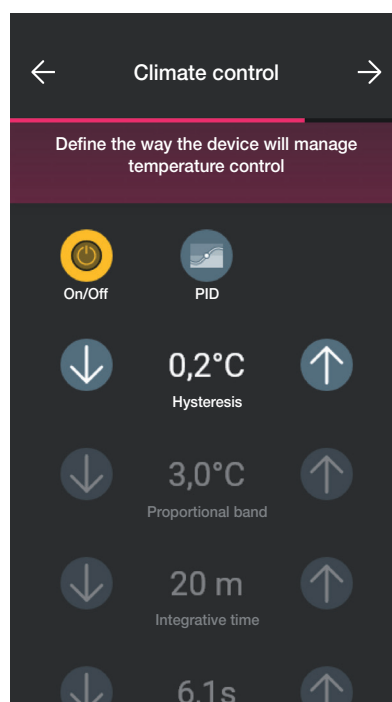 Climate control
Define the way the device will manage
temperature control
On/Off
PID
0,2°C
Hysteresis
3,0°C
Proportional band
20 m
Integrative time
6,1s